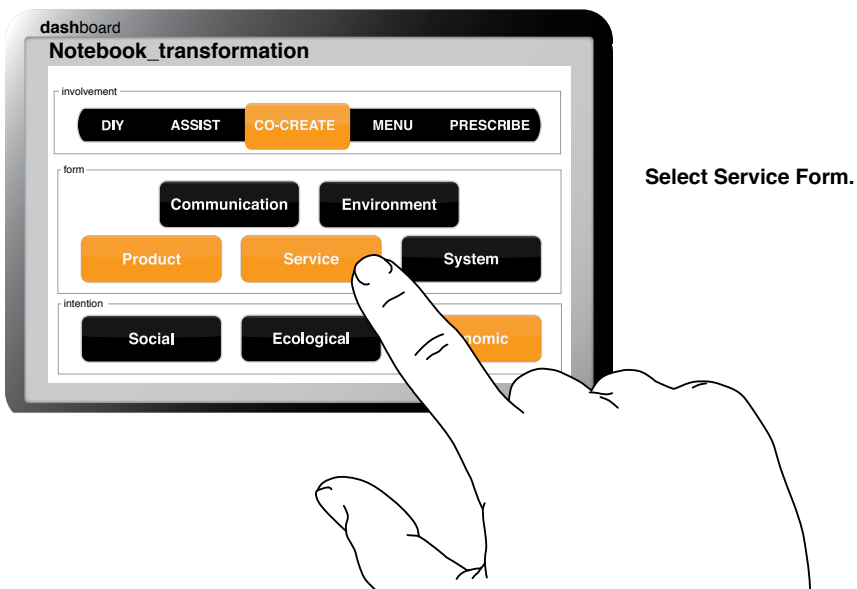 dashboard
Notebook_transformation
involvement
DIY ASSIST CO-CREATE MENU PRESCRIBE
form
Communication Environment
Product Service System
intention
Social Ecological nomic
Select Service Form.